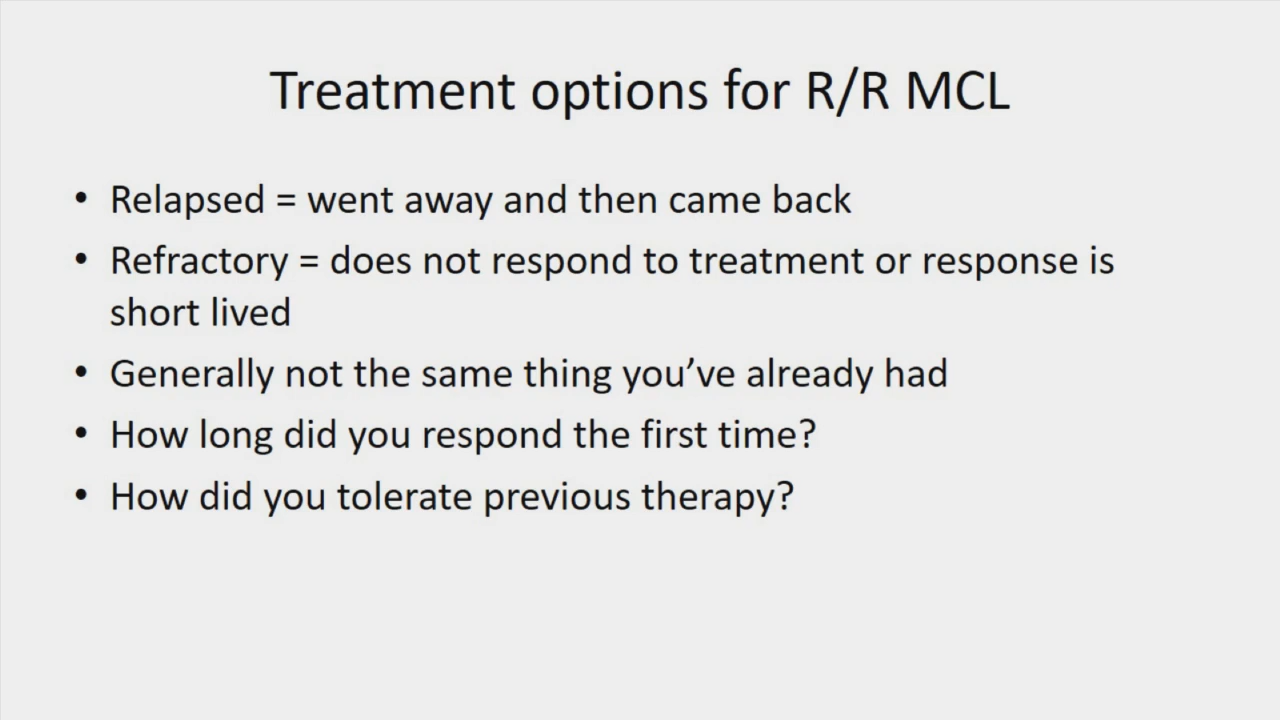 Treatment options for R/R MCL
• Relapsed = went away and then came back
• Refractory = does not respond to treatment or response is
short lived
• Generally not the same thing you’ve already had
• How long did you respond the first time?
• How did you tolerate previous therapy?